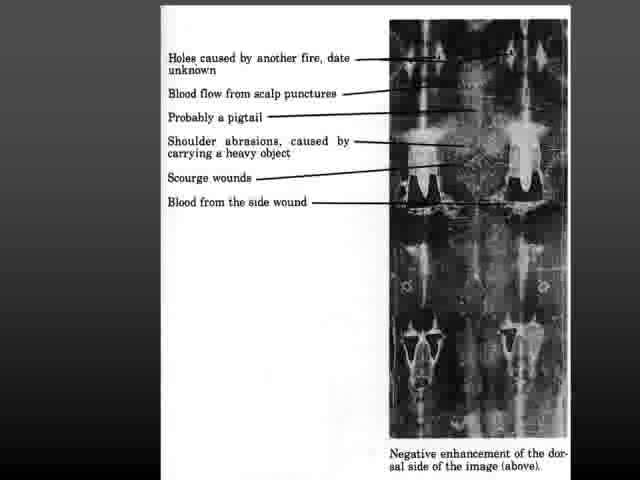 Holes caused by another fire, date
unknown
Blood flow from scalp punctures
Probably a pigtail
Shoulder abrasions, caused by
carrying a heavy object
Scourge wounds
Blood from the side wound
Negative enhancement of the dor-
sal side of the image (above).